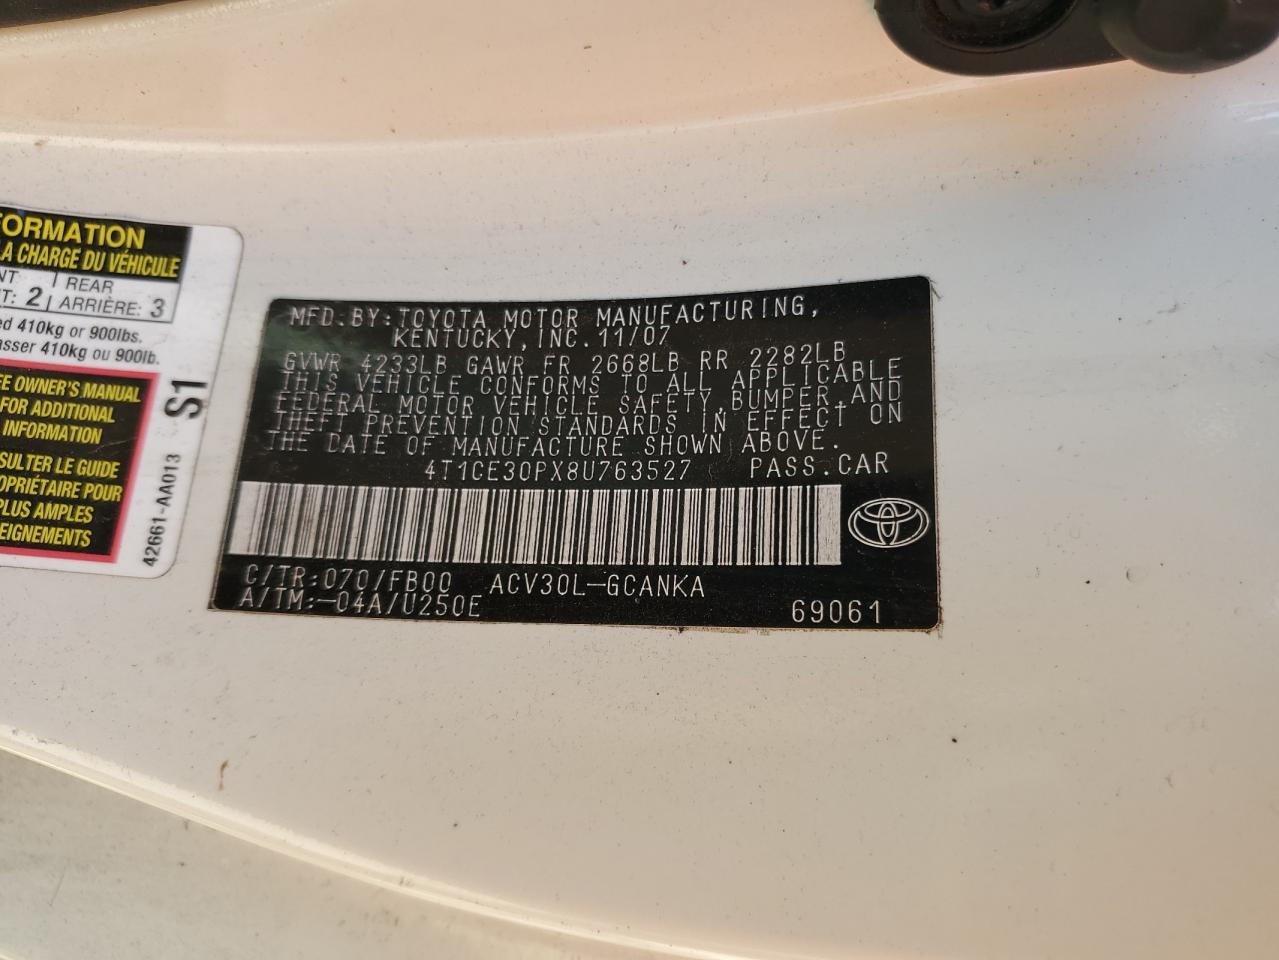 FORMATION
LA CHARGE DU VÉHICULE
NT
REAR
T: 2
ARRIÈRE: 3
ed 410kg or 900lbs.
asser 410kg ou 900lb.
EE OWNER'S MANUAL
FOR ADDITIONAL
INFORMATION
SULTER LE GUIDE
OPRIÉTAIRE POUR
PLUS AMPLES
EIGNEMENTS
S1
42661-AA013
MFD.BY:TOYOTA MOTOR MANUFACTURING,
KENTUCKY,INC.11/07
GVWR 4233LB GAWR FR 2668LB RR 2282LB
THIS VEHICLE CONFORMS TO ALL APPLICABLE
FEDERAL MOTOR VEHICLE SAFETY,BUMPER,AND
THEFT PREVENTION STANDARDS IN EFFECT ON
THE DATE OF MANUFACTURE SHOWN ABOVE.
4T1CE30PX8U763527 PASS.CAR
C/TR:070/FB00 ACV30L-GCANKA
A/TM:-04A/U250E
69061